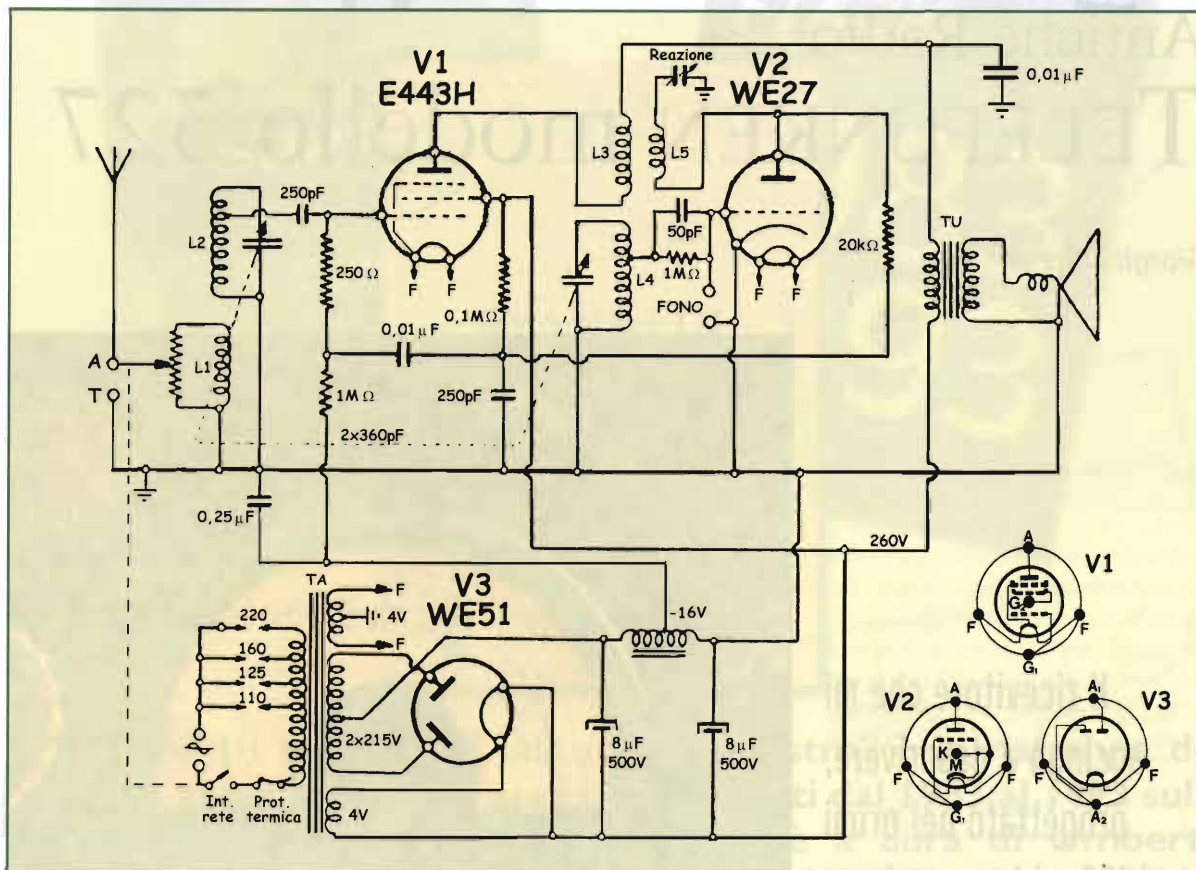 V1
E443H
Reazione
V2
WE27
0,01µF
L3
L5
250pF
L2
50pF
L4
1MΩ
20kΩ
TU
250Ω
0,1MΩ
FONO
0,01µF
A
L1
T
1MΩ
250pF
2x360pF
F F
F F
0,25µF
260V
TA
V3
WE51
F
4V
F
-16V
220
160
125
110
2x215V
8µF
500V
8µF
500V
4V
Int.
rete
Prot.
termica
A
V1
G
F F
G1
V2
A
K
M
F F
G1
V3
A1
F F
A2